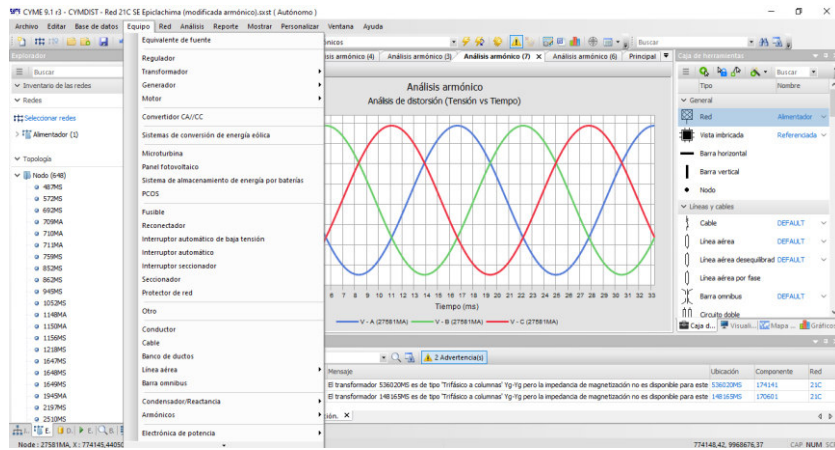 CYME 9.1 r3 - CYMDIST - Red 21C SE Epiclachima (modificada armónico).sxst ( Autónomo )
Archivo Editar Base de datos Equipo Red Análisis Reporte Mostrar Personalizar Ventana Ayuda
Equivalente de fuente
Regulador
Transformador
Generador
Motor
Convertidor CA//CC
Sistemas de conversión de energía eólica
Microturbina
Panel fotovoltaico
Sistema de almacenamiento de energía por baterías
PCOS
Fusible
Reconectador
Interruptor automático de baja tensión
Interruptor automático
Interruptor seccionador
Seccionador
Protector de red
Otro
Conductor
Cable
Banco de ductos
Línea aérea
Barra omnibus
Condensador/Reactancia
Armónicos
Electrónica de potencia
Explorador
Buscar
Inventario de las redes
Redes
Seleccionar redes
Alimentador (1)
Topología
Nodo (648)
487MS
572MS
692MS
709MA
710MA
711MA
759MS
852MS
862MS
945MS
1052MS
1148MA
1150MA
1156MS
1218MS
1647MS
1648MS
1649MS
1945MA
2197MS
2510MS
nicos
Buscar
sis armónico (4) Análisis armónico (5) Análisis armónico (7) X Análisis armónico (6) Principal
Análisis armónico
Análisis de distorsión (Tensión vs Tiempo)
6 7 8 9 10 11 12 13 14 15 16 17 18 19 20 21 22 23 24 25 26 27 28 29 30 31 32 33
Tiempo (ms)
V - A (27581MA) V - B (27581MA) V - C (27581MA)
2 Advertencia(s)
Mensaje Ubicación Componente Red
El transformador 536020MS es de tipo 'Trifásico a columnas' Yg-Yg pero la impedancia de magnetización no es disponible para este 536020MS 174141 21C
El transformador 148165MS es de tipo 'Trifásico a columnas' Yg-Yg pero la impedancia de magnetización no es disponible para este 148165MS 170601 21C
ión. X
Caja de herramientas
Buscar
Tipo Nombre
General
Red Alimentador
Vista imbricada Referenciada
Barra horizontal
Barra vertical
Nodo
Líneas y cables
Cable DEFAULT
Línea aérea DEFAULT
Línea aérea desequilibrad DEFAULT
Línea aérea por fase
Barra omnibus DEFAULT
Circuito doble
Caja d... Visuali... Mapa ... Gráficos
Node : 27581MA, X : 774145,4405
774148,42, 9968676,37 CAP NUM SC